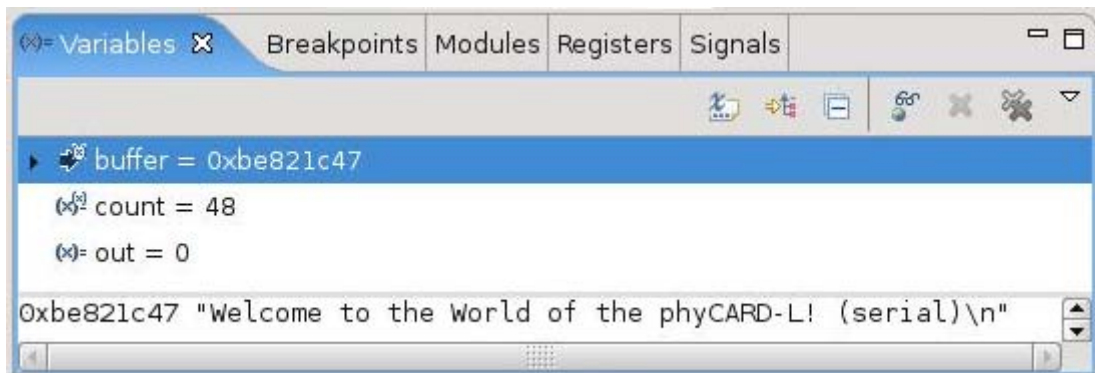 (x)= Variables Breakpoints Modules Registers Signals
buffer = 0xbe821c47
(x)= count = 48
(x)= out = 0
0xbe821c47 "Welcome to the World of the phyCARD-L! (serial)\n"